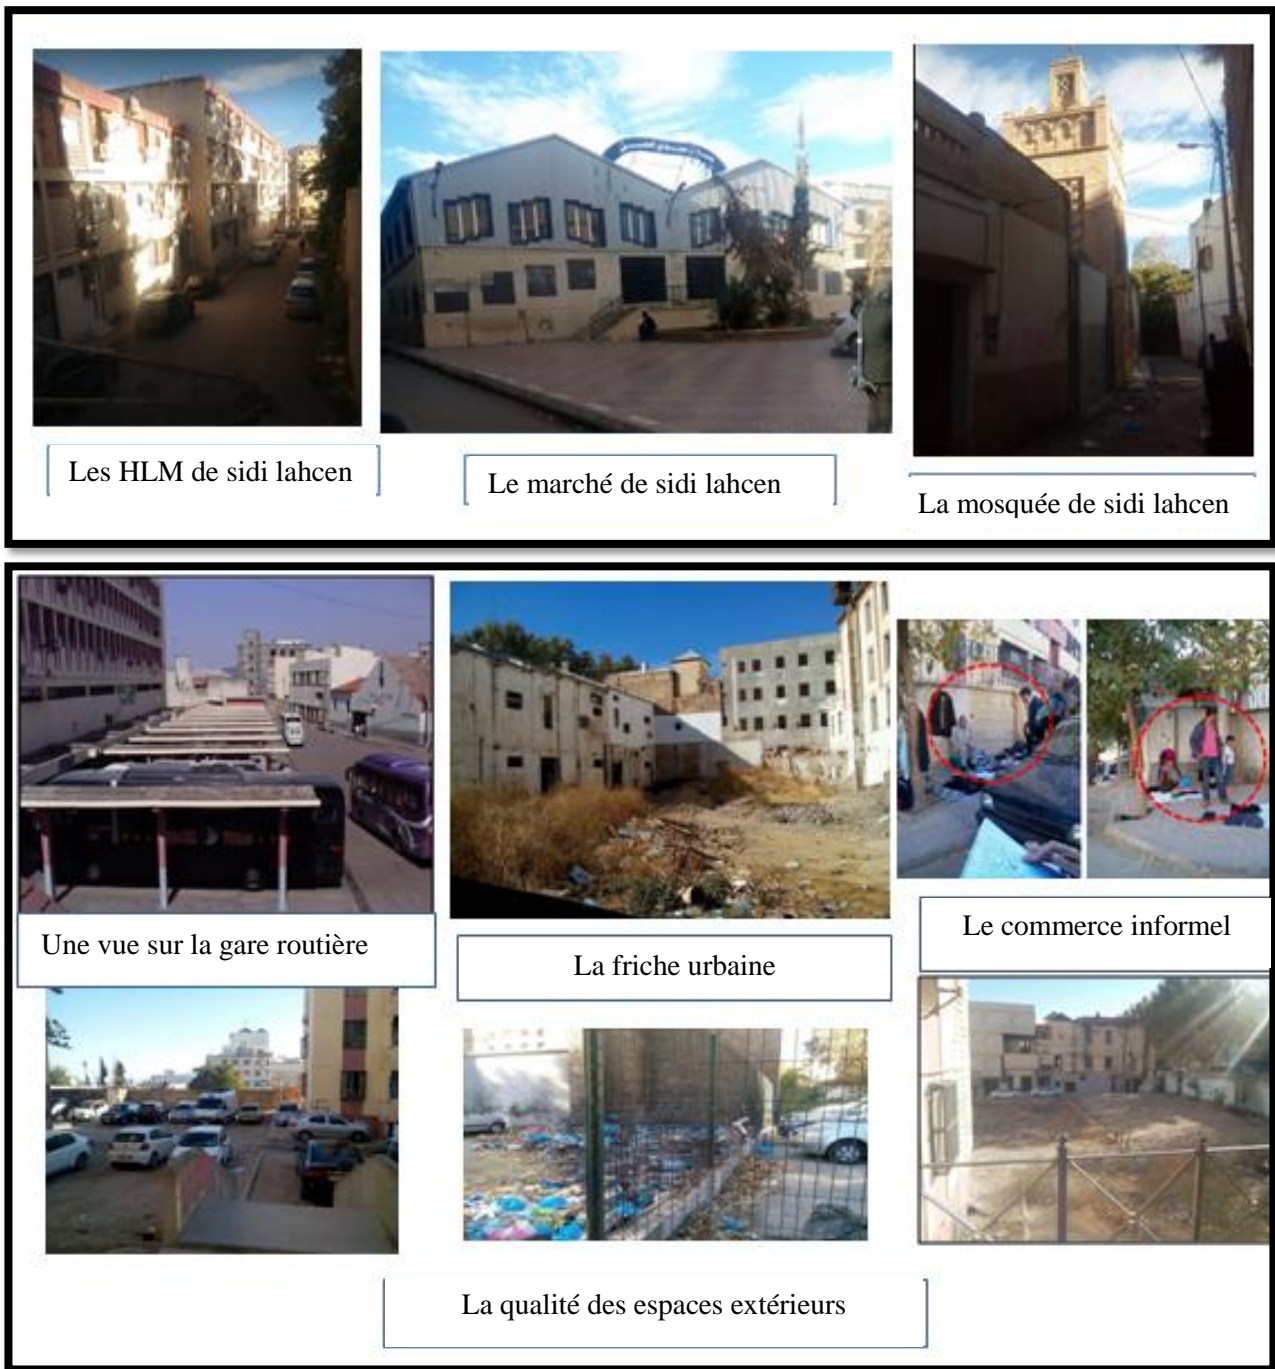 Les HLM de sidi lahcen
Le marché de sidi lahcen
La mosquée de sidi lahcen
Une vue sur la gare routière
La friche urbaine
Le commerce informel
La qualité des espaces extérieurs